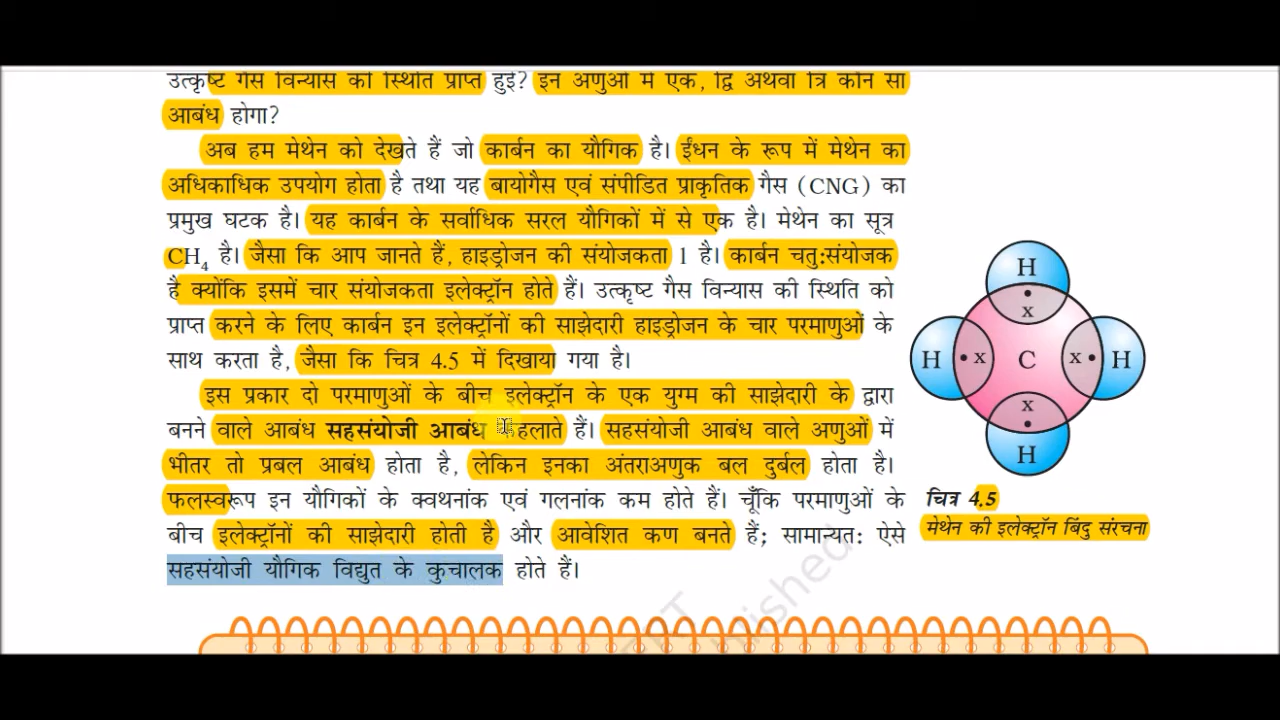 उत्कृष्ट गैस विन्यास की स्थिति प्राप्त हुई? इन अणुओं में एक, द्वि अथवा त्रि कौन सा
आबंध होगा?
अब हम मेथेन को देखते हैं जो कार्बन का यौगिक है। ईंधन के रूप में मेथेन का
अधिकाधिक उपयोग होता है तथा यह बायोगैस एवं संपीडित प्राकृतिक गैस (CNG) का
प्रमुख घटक है। यह कार्बन के सर्वाधिक सरल यौगिकों में से एक है। मेथेन का सूत्र
CH₄ है। जैसा कि आप जानते हैं, हाइड्रोजन की संयोजकता 1 है। कार्बन चतुःसंयोजक
है क्योंकि इसमें चार संयोजकता इलेक्ट्रॉन होते हैं। उत्कृष्ट गैस विन्यास की स्थिति को
प्राप्त करने के लिए कार्बन इन इलेक्ट्रॉनों की साझेदारी हाइड्रोजन के चार परमाणुओं के
साथ करता है, जैसा कि चित्र 4.5 में दिखाया गया है।
इस प्रकार दो परमाणुओं के बीच इलेक्ट्रॉन के एक युग्म की साझेदारी के द्वारा
बनने वाले आबंध सहसंयोजी आबंध कहलाते हैं। सहसंयोजी आबंध वाले अणुओं में
भीतर तो प्रबल आबंध होता है, लेकिन इनका अंतराअणुक बल दुर्बल होता है।
फलस्वरूप इन यौगिकों के क्वथनांक एवं गलनांक कम होते हैं। चूँकि परमाणुओं के
बीच इलेक्ट्रॉनों की साझेदारी होती है और आवेशित कण बनते हैं; सामान्यतः ऐसे
सहसंयोजी यौगिक विद्युत के कुचालक होते हैं।
H
x
H x C x H
x
H
चित्र 4.5
मेथेन की इलेक्ट्रॉन बिंदु संरचना